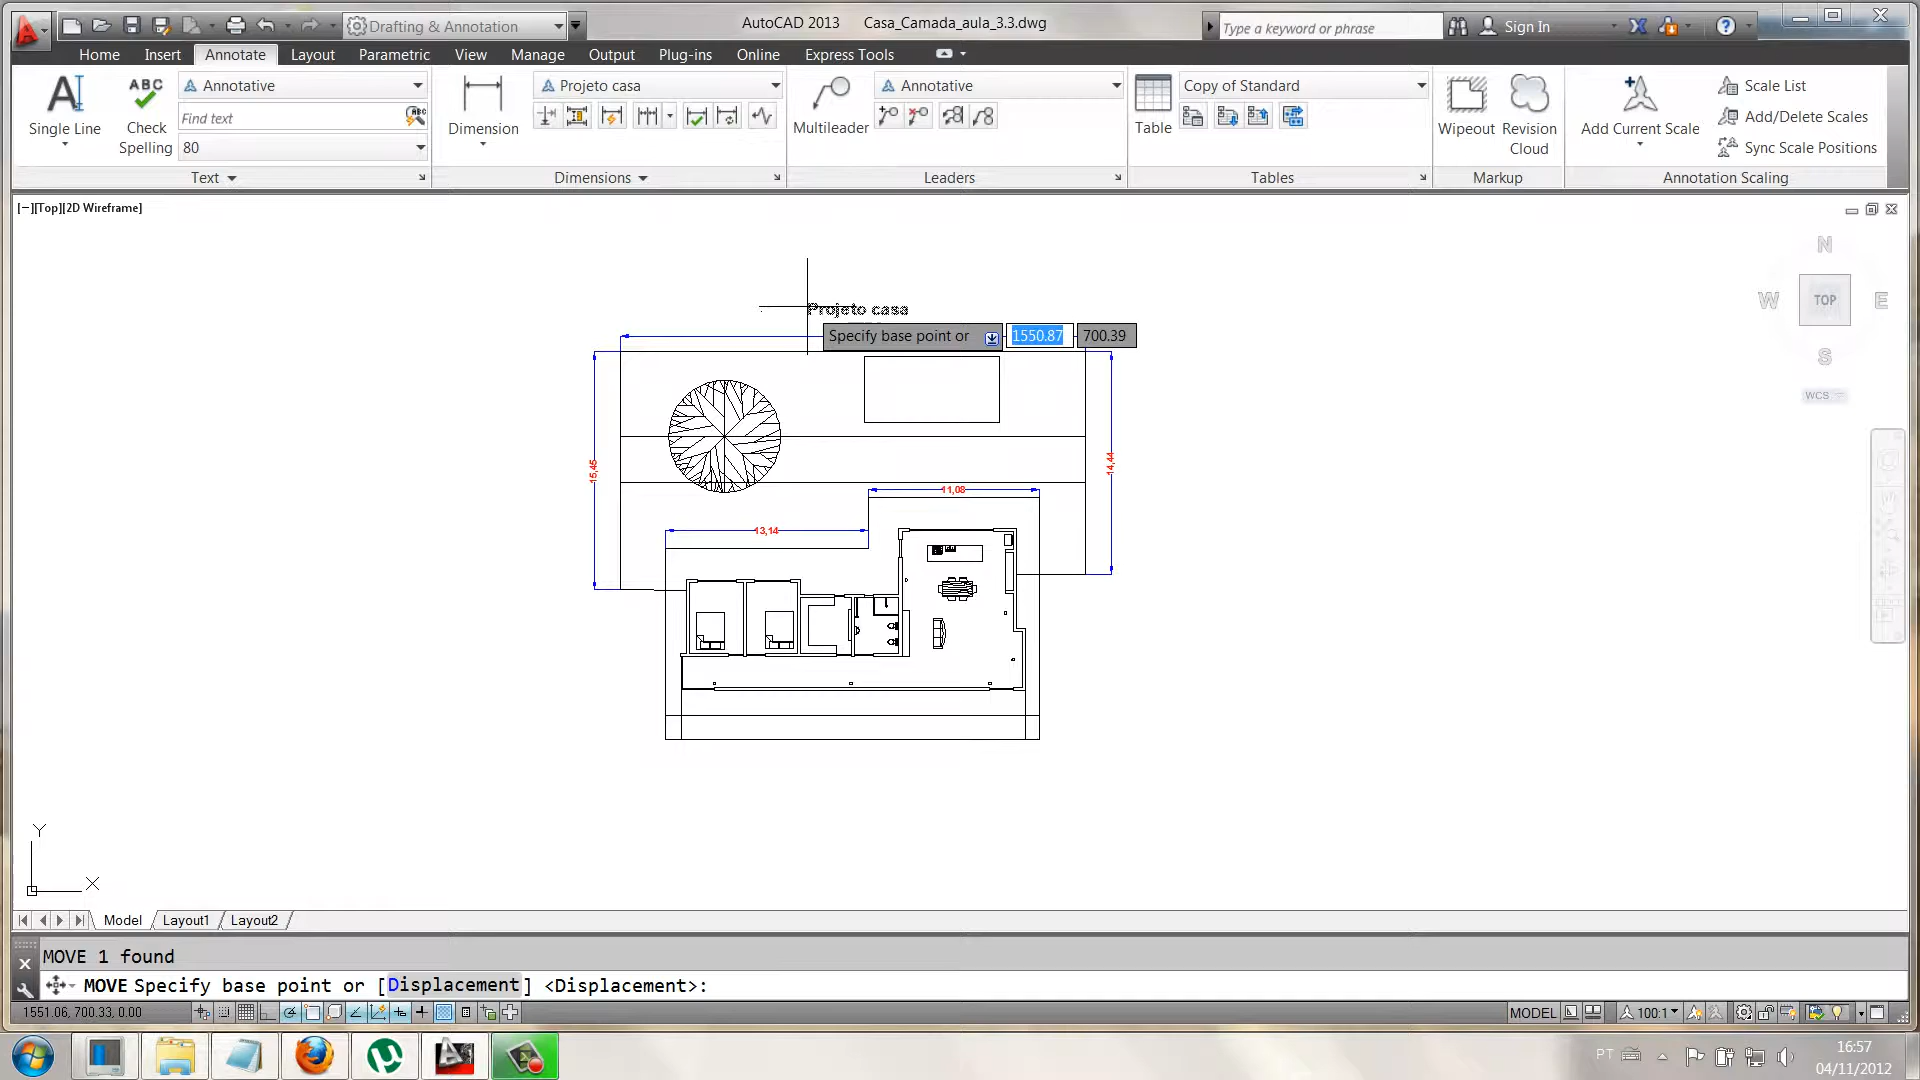 Drafting & Annotation
AutoCAD 2013 Casa_Camada_aula_3.3.dwg
Type a keyword or phrase
Sign In
Home Insert Annotate Layout Parametric View Manage Output Plug-ins Online Express Tools
Single Line
ABC
Check Spelling
Annotative
Find text
80
Text
Dimension
Projeto casa
Dimensions
Multileader
Annotative
Leaders
Table
Copy of Standard
Tables
Wipeout
Revision Cloud
Markup
Add Current Scale
Scale List
Add/Delete Scales
Sync Scale Positions
Annotation Scaling
[−][Top][2D Wireframe]
N
W TOP E
S
WCS
Projeto casa
Specify base point or 1550.87 700.39
15,45
14,44
11,08
13,14
Y
X
Model Layout1 Layout2
MOVE 1 found
MOVE Specify base point or [Displacement] <Displacement>:
1551.06, 700.33, 0.00
MODEL
100:1
PT
16:57
04/11/2012